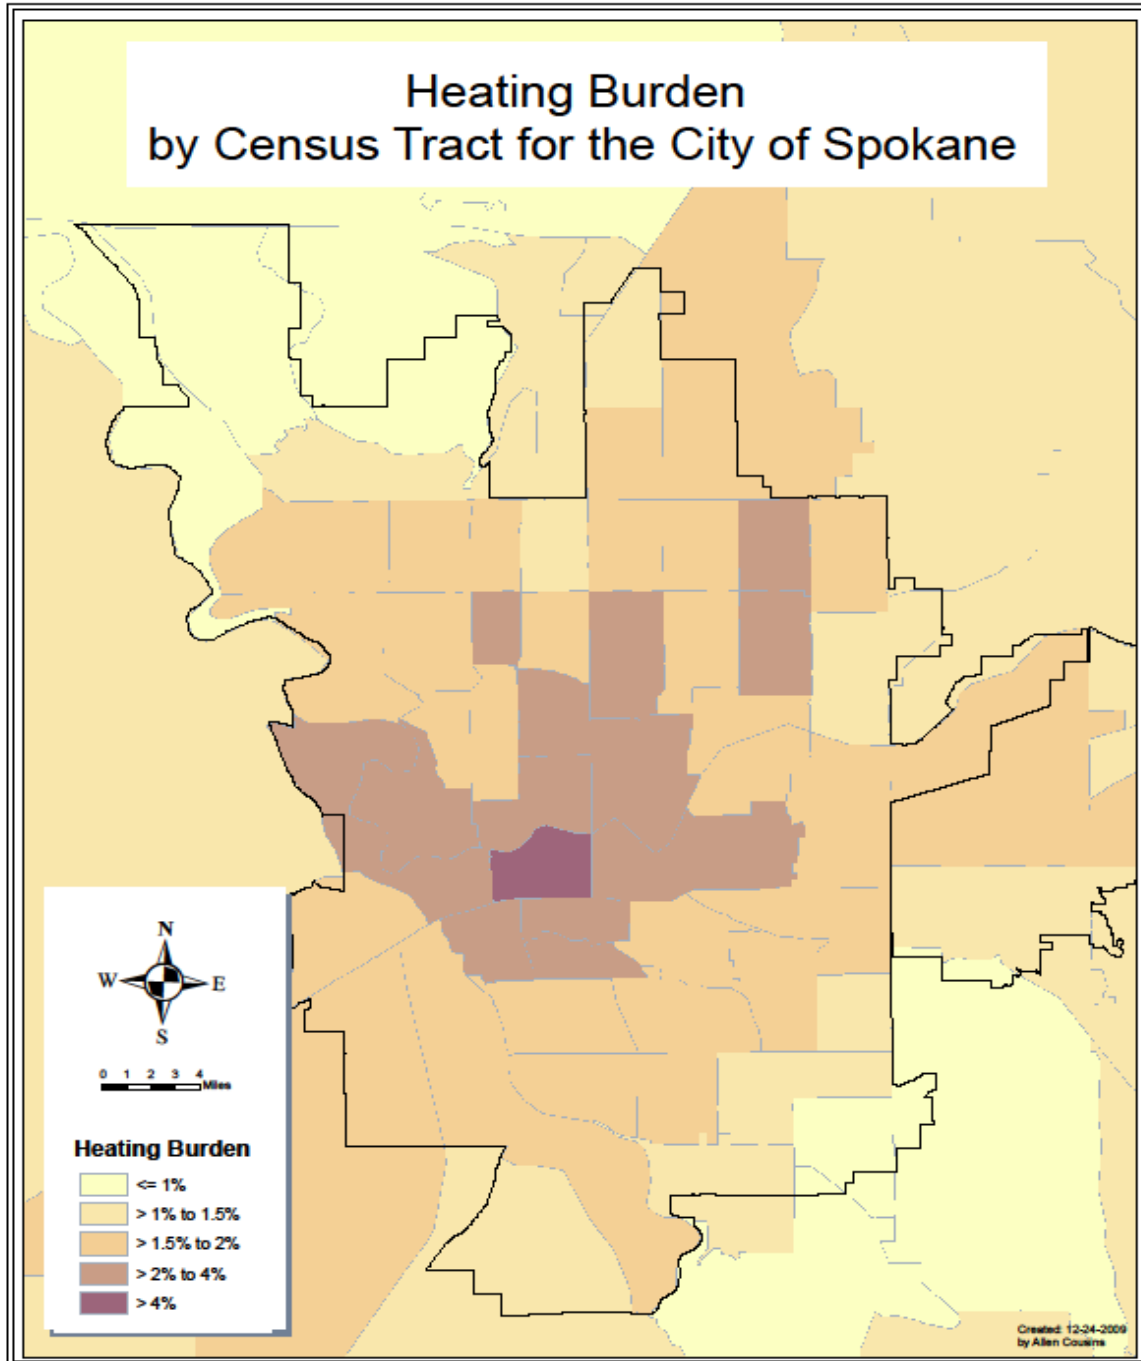 Heating Burden
by Census Tract for the City of Spokane
N
W E
S
0 1 2 3 4
Miles
Heating Burden
<= 1%
> 1% to 1.5%
> 1.5% to 2%
> 2% to 4%
> 4%
Created: 12-24-2009
by Allen Cousins